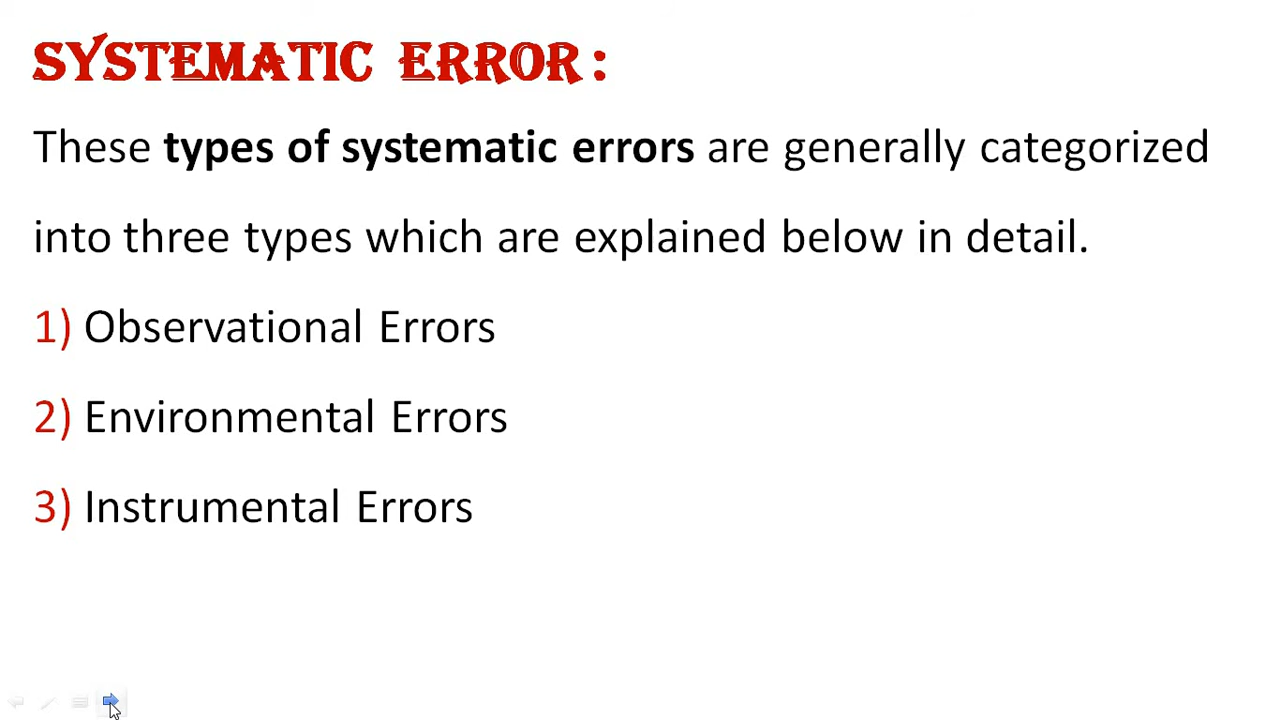 SYSTEMATIC ERROR:
These types of systematic errors are generally categorized
into three types which are explained below in detail.
1) Observational Errors
2) Environmental Errors
3) Instrumental Errors